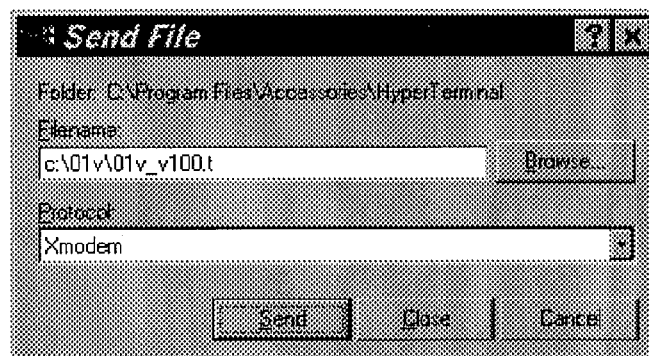 Send File
Folder: C:\Program Files\Accessories\HyperTerminal
Filename:
c:\01v\01v_v100.t
Browse...
Protocol:
Xmodem
Send
Close
Cancel